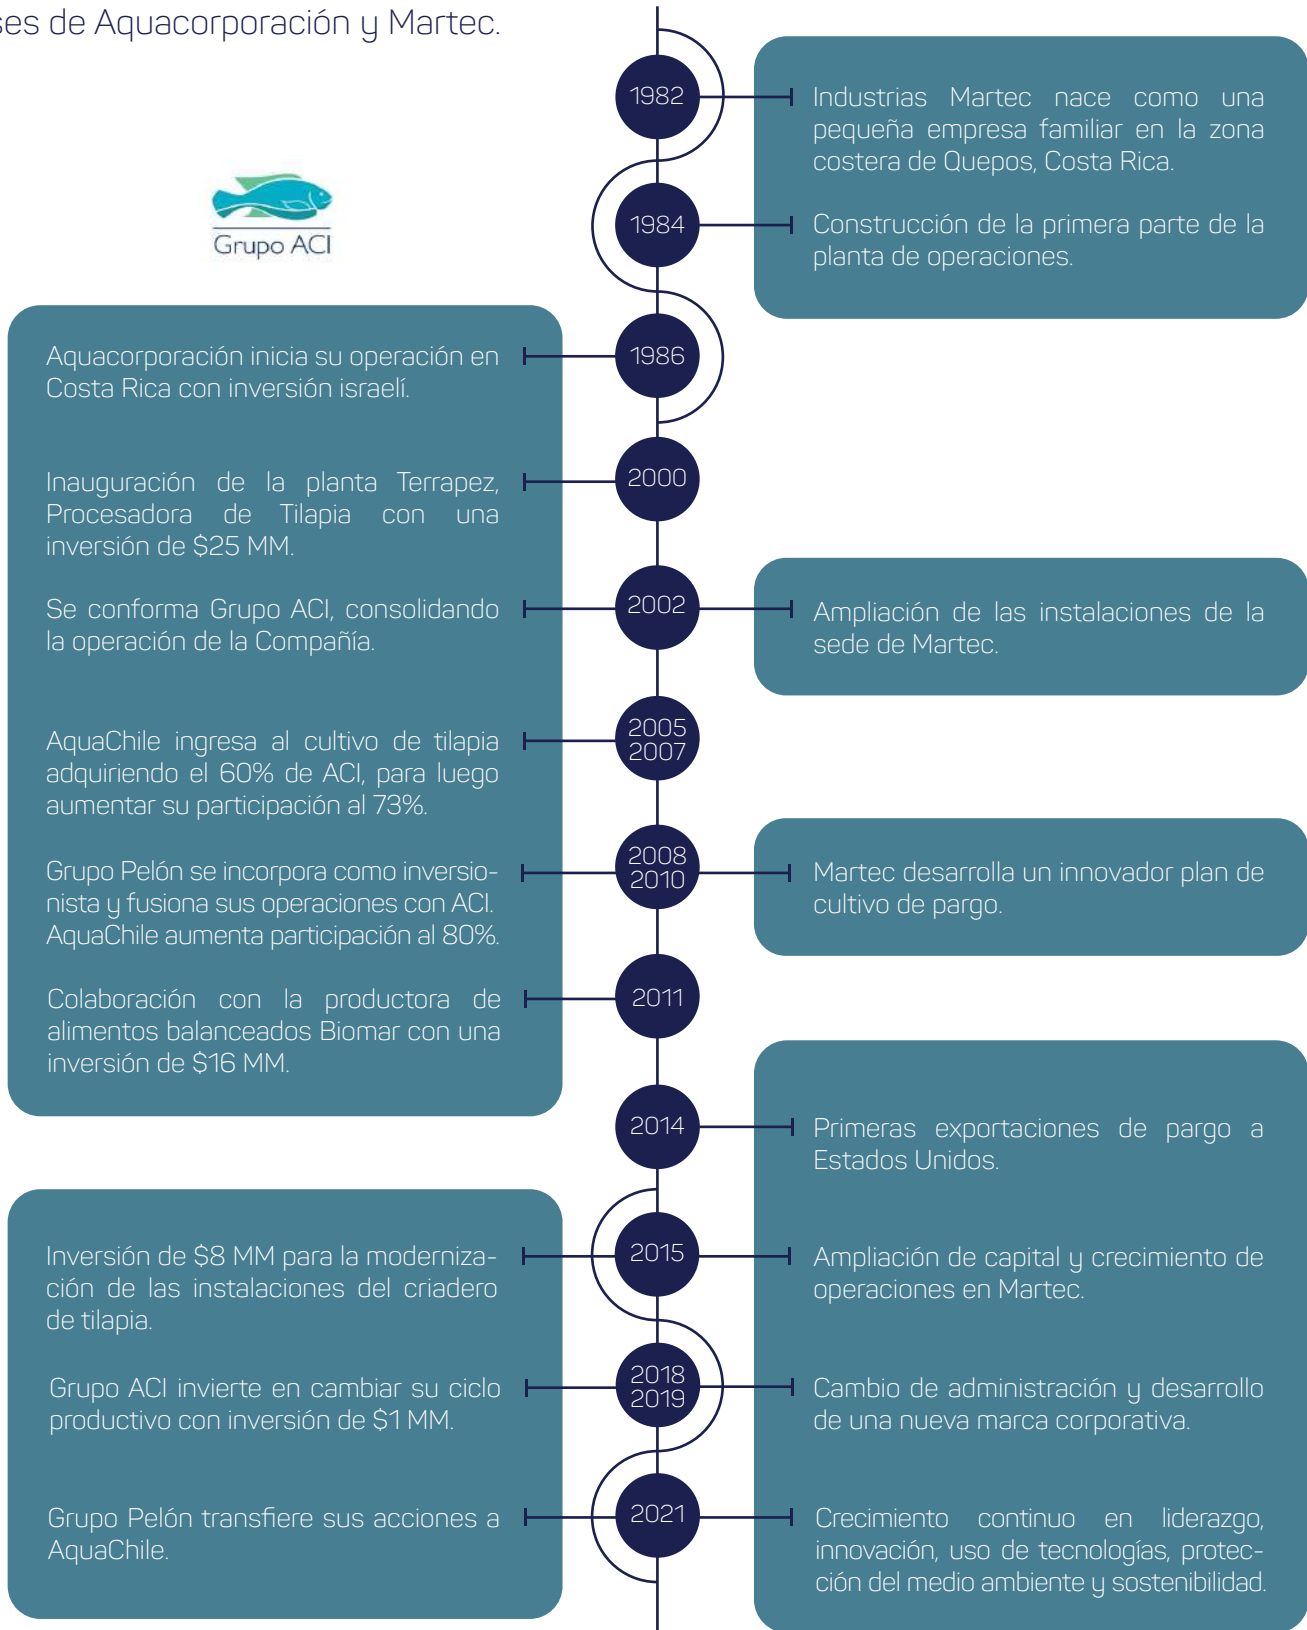 de Aquacorporación y Martec.
1982
Industrias Martec nace como una
pequeña empresa familiar en la zona
costera de Quepos, Costa Rica.
Grupo ACI
1984
Construcción de la primera parte de la
planta de operaciones.
Aquacorporación inicia su operación en
Costa Rica con inversión israelí.
1986
Inauguración de la planta Terrapez,
Procesadora de Tilapia con una
inversión de $25 MM.
2000
Se conforma Grupo ACI, consolidando
la operación de la Compañía.
2002
Ampliación de las instalaciones de la
sede de Martec.
AquaChile ingresa al cultivo de tilapia
adquiriendo el 60% de ACI, para luego
aumentar su participación al 73%.
2005
2007
Grupo Pelón se incorpora como inversio-
nista y fusiona sus operaciones con ACI.
AquaChile aumenta participación al 80%.
2008
2010
Martec desarrolla un innovador plan de
cultivo de pargo.
Colaboración con la productora de
alimentos balanceados Biomar con una
inversión de $16 MM.
2011
2014
Primeras exportaciones de pargo a
Estados Unidos.
Inversión de $8 MM para la moderniza-
ción de las instalaciones del criadero
de tilapia.
2015
Ampliación de capital y crecimiento de
operaciones en Martec.
Grupo ACI invierte en cambiar su ciclo
productivo con inversión de $1 MM.
2018
2019
Cambio de administración y desarrollo
de una nueva marca corporativa.
Grupo Pelón transfiere sus acciones a
AquaChile.
2021
Crecimiento continuo en liderazgo,
innovación, uso de tecnologías, protec-
ción del medio ambiente y sostenibilidad.